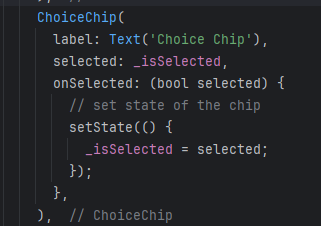 ChoiceChip(
  label: Text('Choice Chip'),
  selected: _isSelected,
  onSelected: (bool selected) {
    // set state of the chip
    setState(() {
      _isSelected = selected;
    });
  },
),  // ChoiceChip